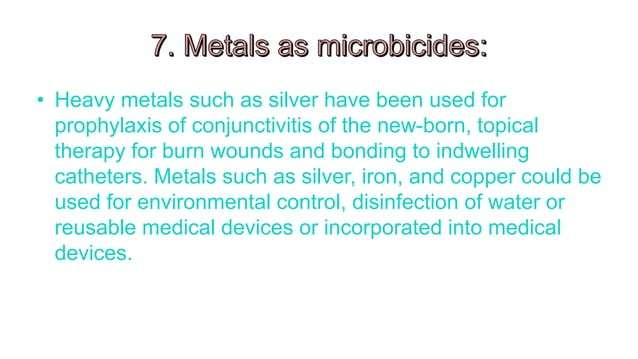 7. Metals as microbicides:
• Heavy metals such as silver have been used for
prophylaxis of conjunctivitis of the new-born, topical
therapy for burn wounds and bonding to indwelling
catheters. Metals such as silver, iron, and copper could be
used for environmental control, disinfection of water or
reusable medical devices or incorporated into medical
devices.